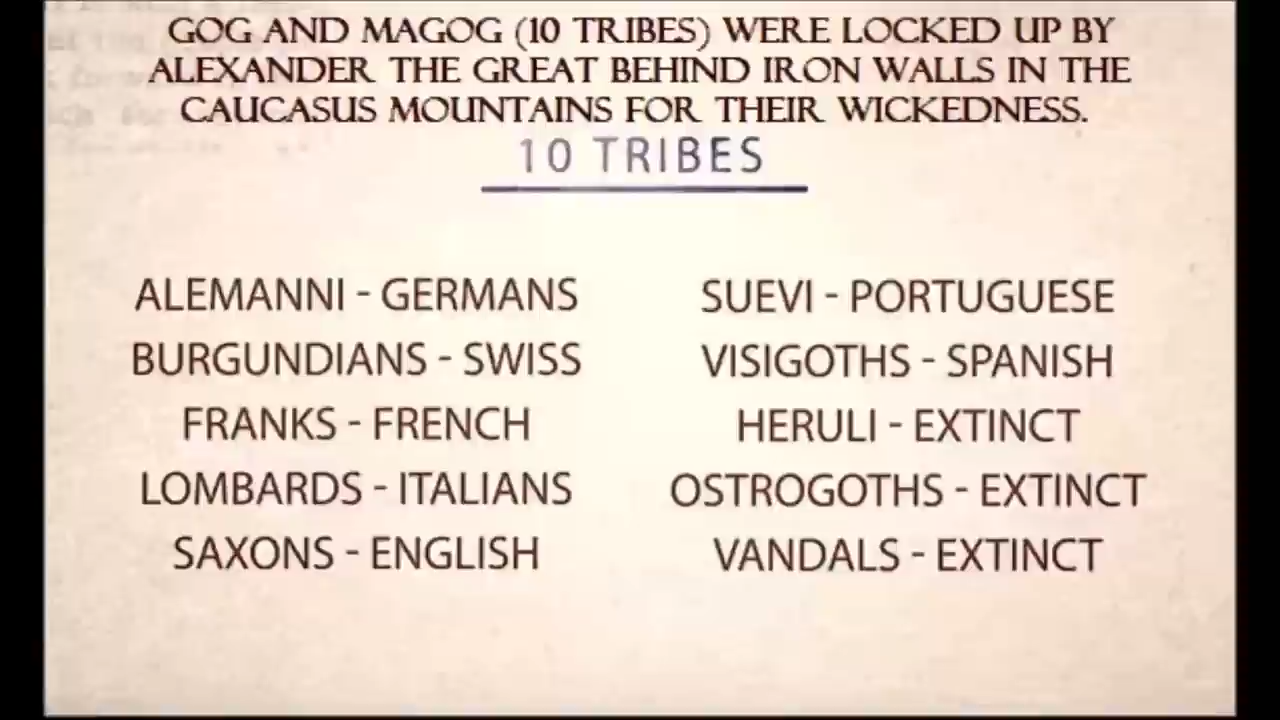 GOG AND MAGOG (10 TRIBES) WERE LOCKED UP BY
ALEXANDER THE GREAT BEHIND IRON WALLS IN THE
CAUCASUS MOUNTAINS FOR THEIR WICKEDNESS.
10 TRIBES
ALEMANNI - GERMANS
BURGUNDIANS - SWISS
FRANKS - FRENCH
LOMBARDS - ITALIANS
SAXONS - ENGLISH
SUEVI - PORTUGUESE
VISIGOTHS - SPANISH
HERULI - EXTINCT
OSTROGOTHS - EXTINCT
VANDALS - EXTINCT